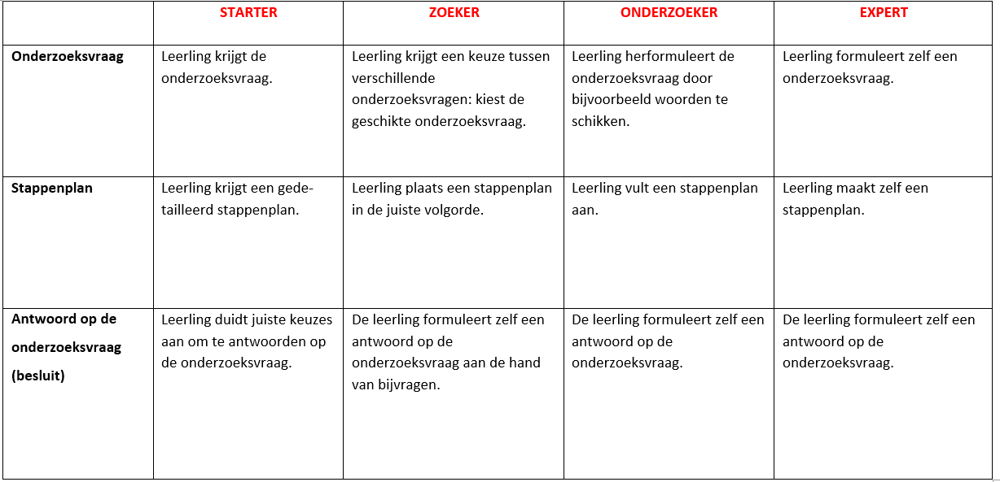 STARTER
ZOEKER
ONDERZOEKER
EXPERT
Onderzoeksvraag
Leerling krijgt de
onderzoeksvraag.
Leerling krijgt een keuze tussen
verschillende
onderzoeksvragen: kiest de
geschikte onderzoeksvraag.
Leerling herformuleert de
onderzoeksvraag door
bijvoorbeeld woorden te
schikken.
Leerling formuleert zelf een
onderzoeksvraag.
Stappenplan
Leerling krijgt een gede-
tailleerd stappenplan.
Leerling plaats een stappenplan
in de juiste volgorde.
Leerling vult een stappenplan
aan.
Leerling maakt zelf een
stappenplan.
Antwoord op de
onderzoeksvraag
(besluit)
Leerling duidt juiste keuzes
aan om te antwoorden op
de onderzoeksvraag.
De leerling formuleert zelf een
antwoord op de
onderzoeksvraag aan de hand
van bijvragen.
De leerling formuleert zelf een
antwoord op de
onderzoeksvraag.
De leerling formuleert zelf een
antwoord op de
onderzoeksvraag.